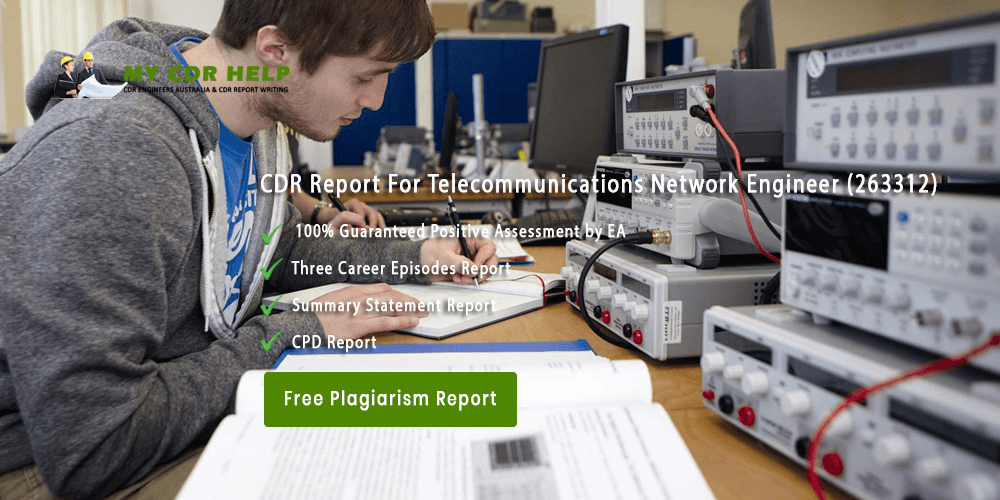 MY CDR HELP
CDR ENGINEERS AUSTRALIA & CDR REPORT WRITING
CDR Report For Telecommunications Network Engineer (263312)
100% Guaranteed Positive Assessment by EA
Three Career Episodes Report
Summary Statement Report
CPD Report
Free Plagiarism Report